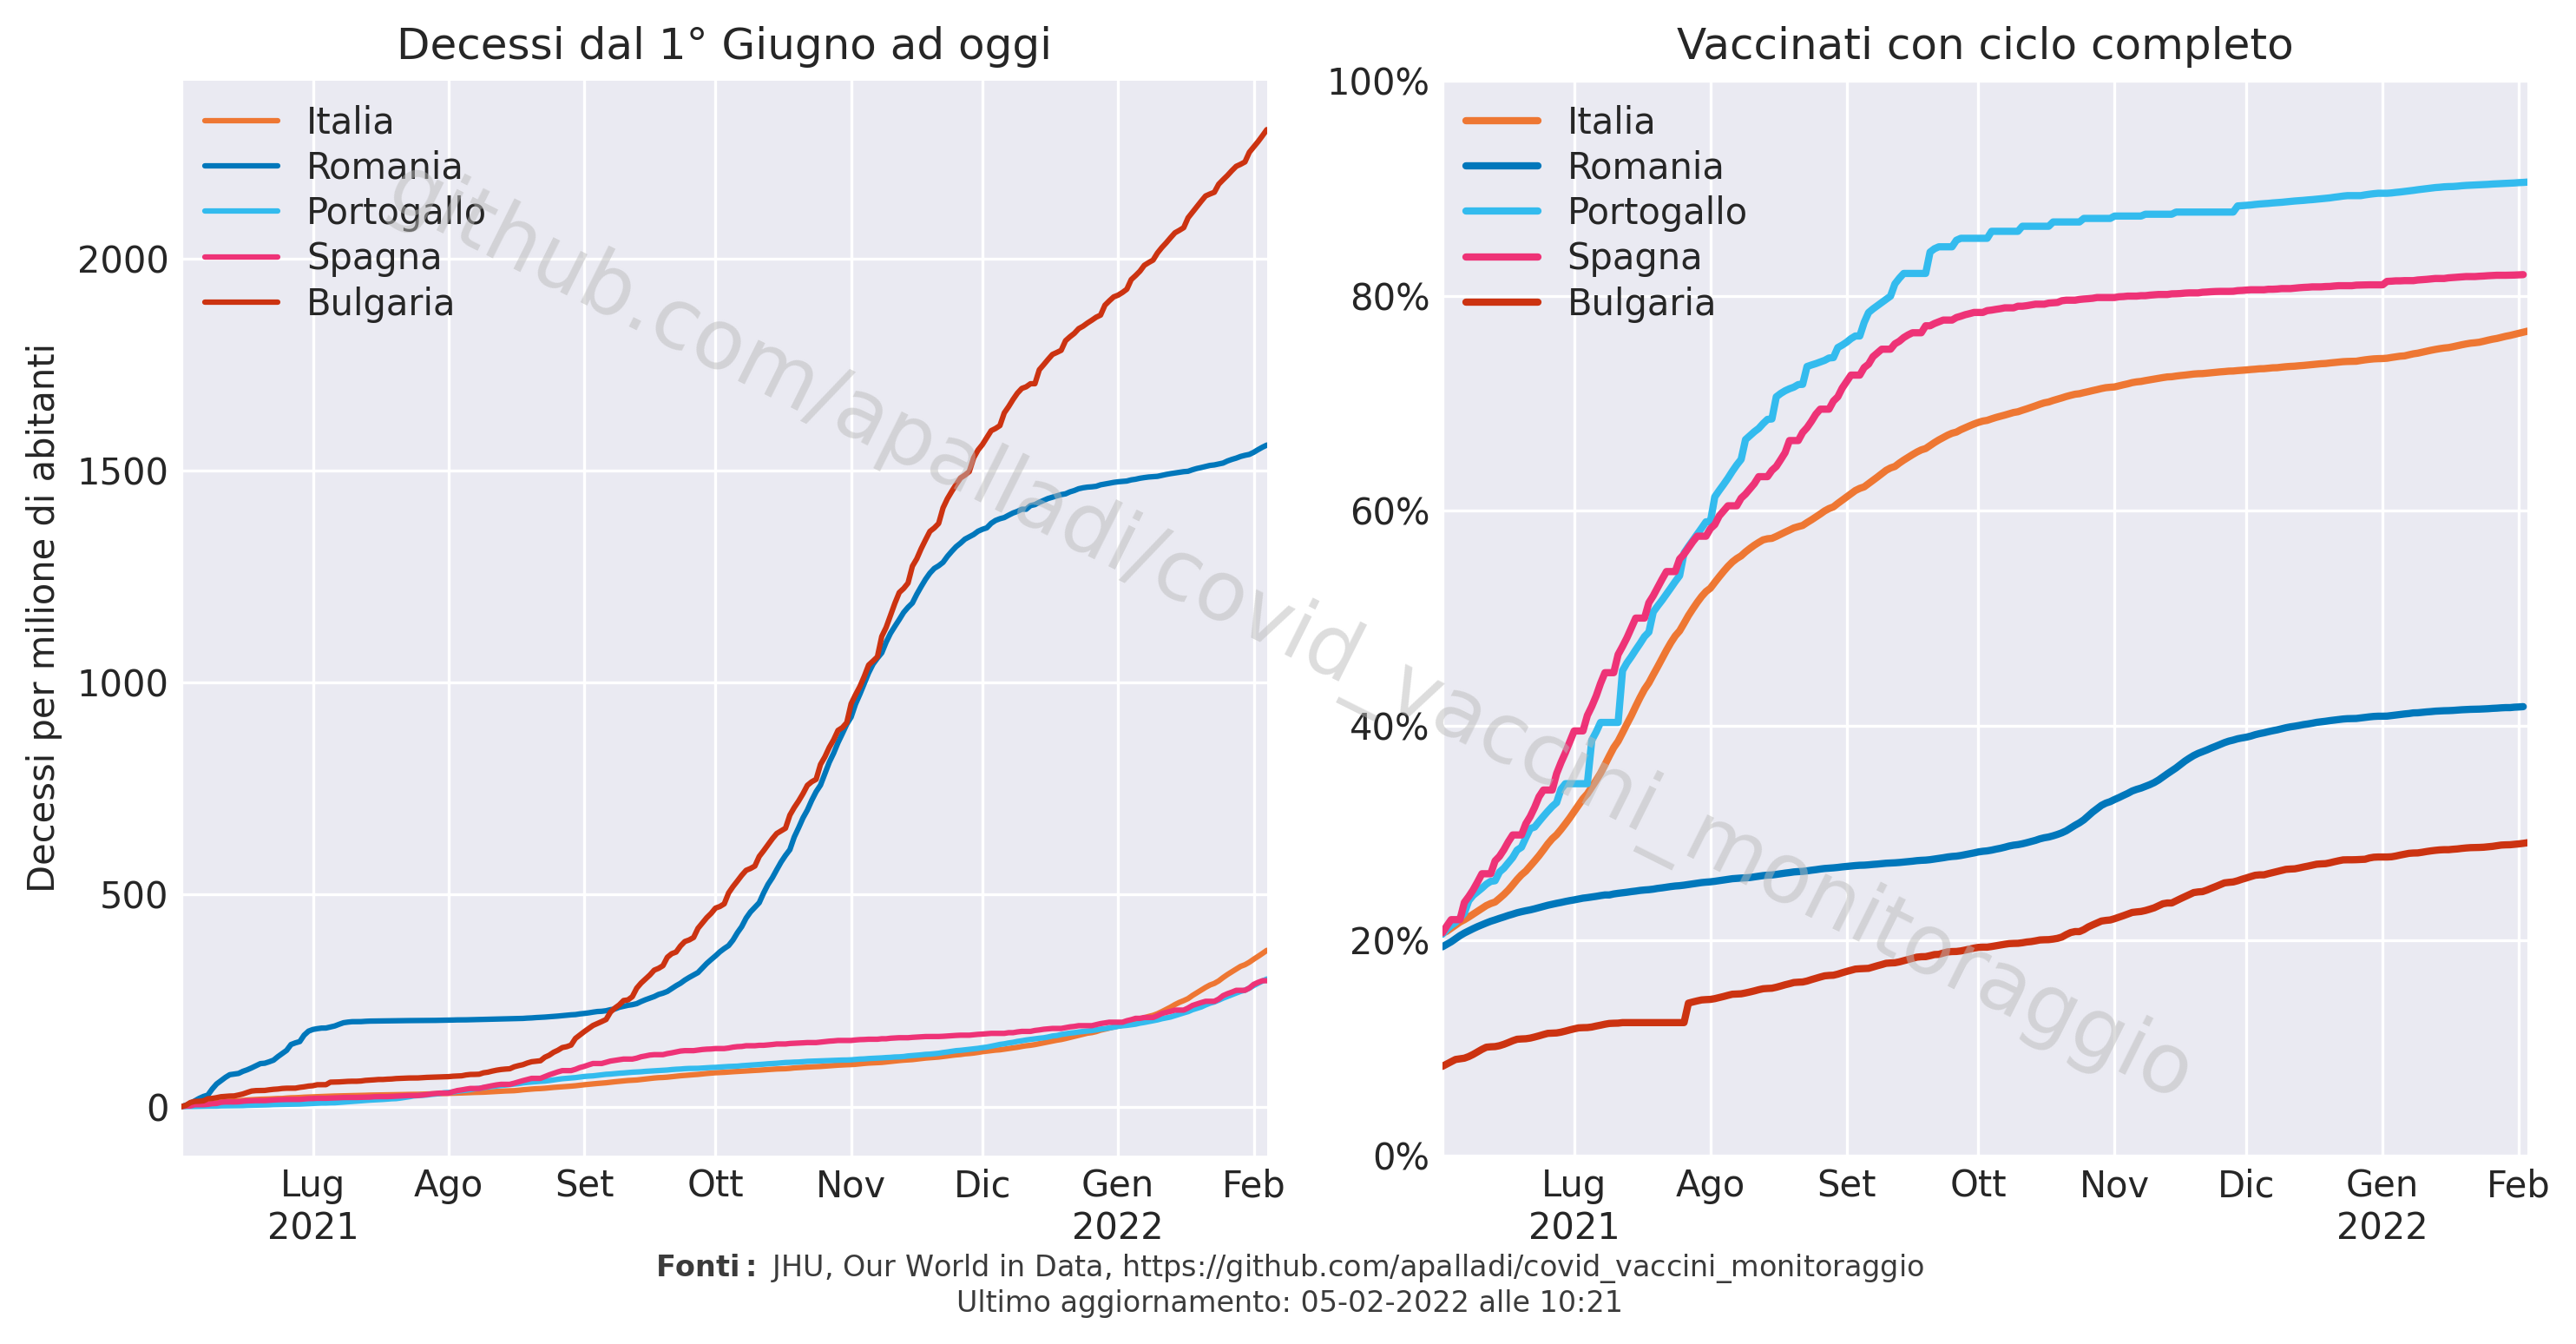 Decessi dal 1° Giugno ad oggi
Decessi per milione di abitanti
2000
1500
1000
500
0
Italia
Romania
Portogallo
Spagna
Bulgaria
Lug Ago Set Ott Nov Dic Gen Feb
2021 2022
Vaccinati con ciclo completo
100%
80%
60%
40%
20%
0%
Italia
Romania
Portogallo
Spagna
Bulgaria
Lug Ago Set Ott Nov Dic Gen Feb
2021 2022
github.com/apalladi/covid_vaccini_monitoraggio
Fonti: JHU, Our World in Data, https://github.com/apalladi/covid_vaccini_monitoraggio
Ultimo aggiornamento: 05-02-2022 alle 10:21